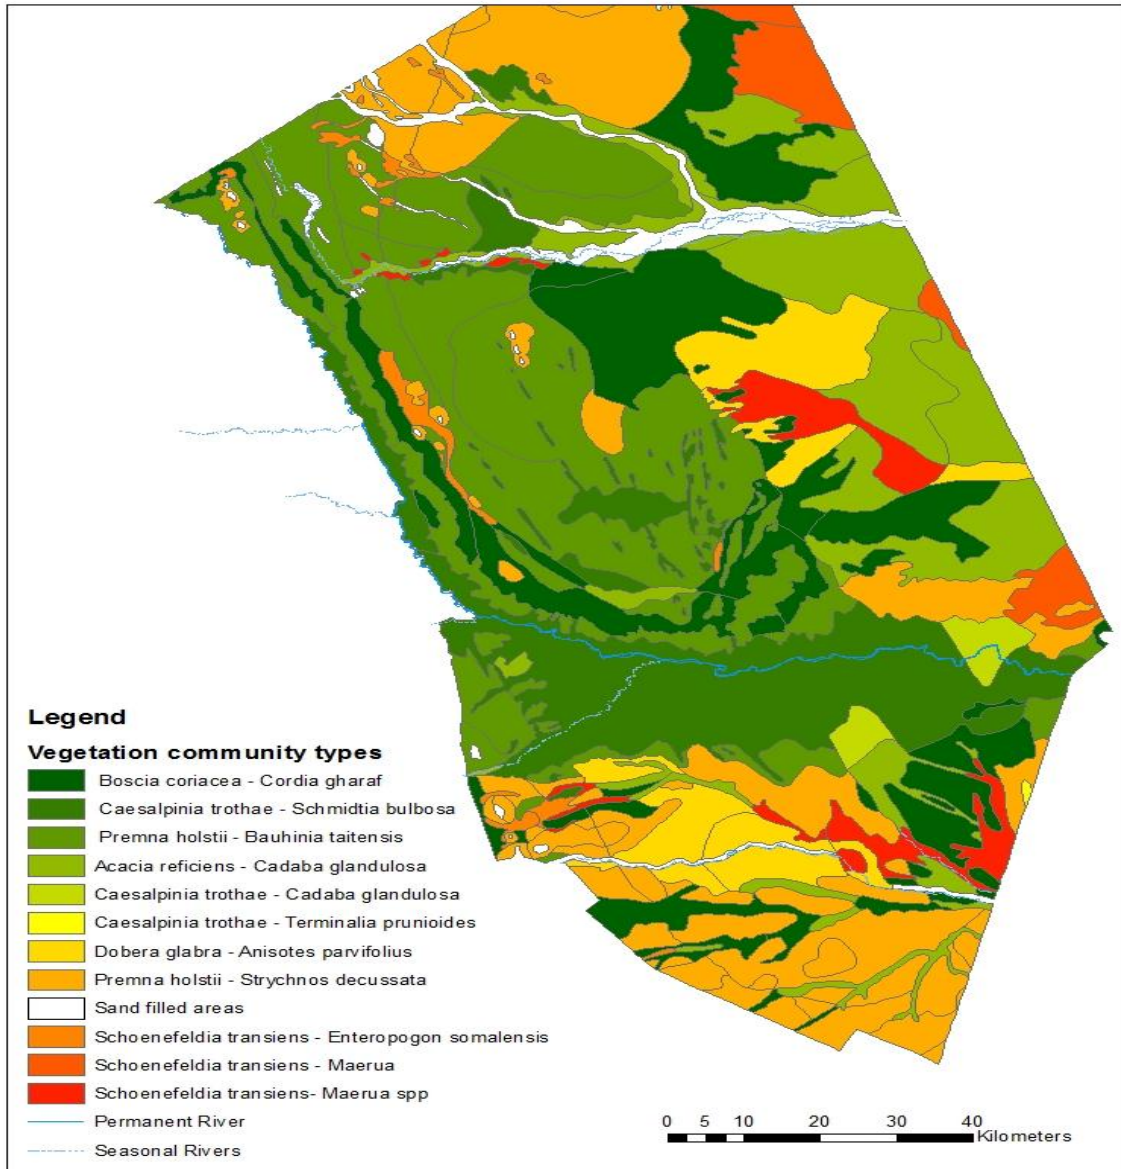 Legend
Vegetation community types
Boscia coriacea - Cordia gharaf
Caesalpinia trothae - Schmidtia bulbosa
Premna holstii - Bauhinia taitensis
Acacia reficiens - Cadaba glandulosa
Caesalpinia trothae - Cadaba glandulosa
Caesalpinia trothae - Terminalia prunioides
Dobera glabra - Anisotes parvifolius
Premna holstii - Strychnos decussata
Sand filled areas
Schoenefeldia transiens - Enteropogon somalensis
Schoenefeldia transiens - Maerua
Schoenefeldia transiens- Maerua spp
Permanent River
Seasonal Rivers
0 5 10 20 30 40
Kilometers